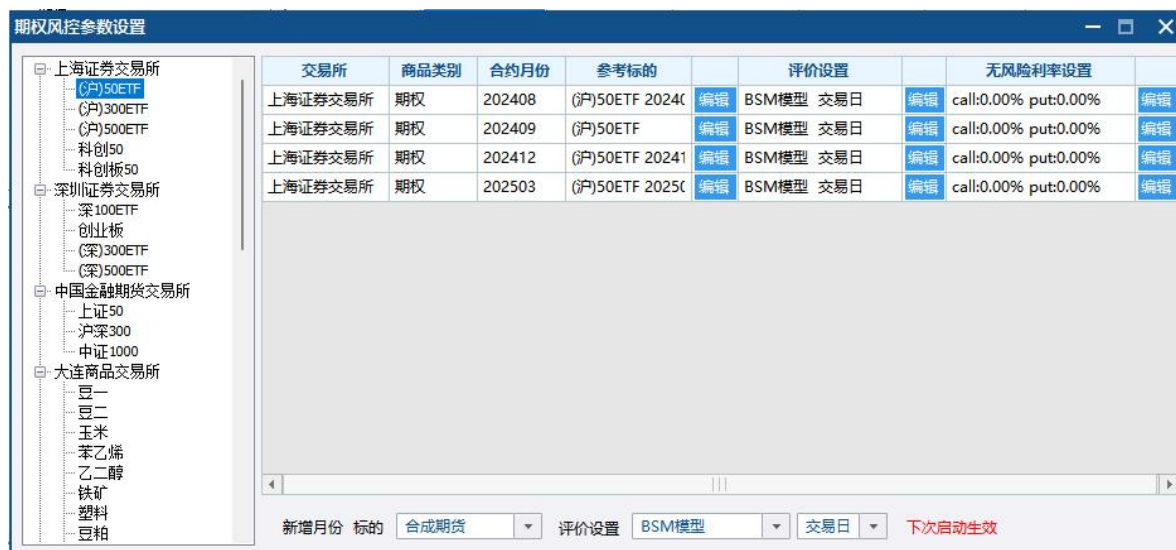 期权风控参数设置
上海证券交易所
(沪)50ETF
(沪)300ETF
(沪)500ETF
科创50
科创板50
深圳证券交易所
深100ETF
创业板
(深)300ETF
(深)500ETF
中国金融期货交易所
上证50
沪深300
中证1000
大连商品交易所
豆一
豆二
玉米
苯乙烯
乙二醇
铁矿
塑料
豆粕
交易所 商品类别 合约月份 参考标的 评价设置 无风险利率设置
上海证券交易所 期权 202408 (沪)50ETF 2024( 编辑 BSM模型 交易日 编辑 call:0.00% put:0.00% 编辑
上海证券交易所 期权 202409 (沪)50ETF 编辑 BSM模型 交易日 编辑 call:0.00% put:0.00% 编辑
上海证券交易所 期权 202412 (沪)50ETF 20241 编辑 BSM模型 交易日 编辑 call:0.00% put:0.00% 编辑
上海证券交易所 期权 202503 (沪)50ETF 2025( 编辑 BSM模型 交易日 编辑 call:0.00% put:0.00% 编辑
新增月份 标的 合成期货 评价设置 BSM模型 交易日 下次启动生效